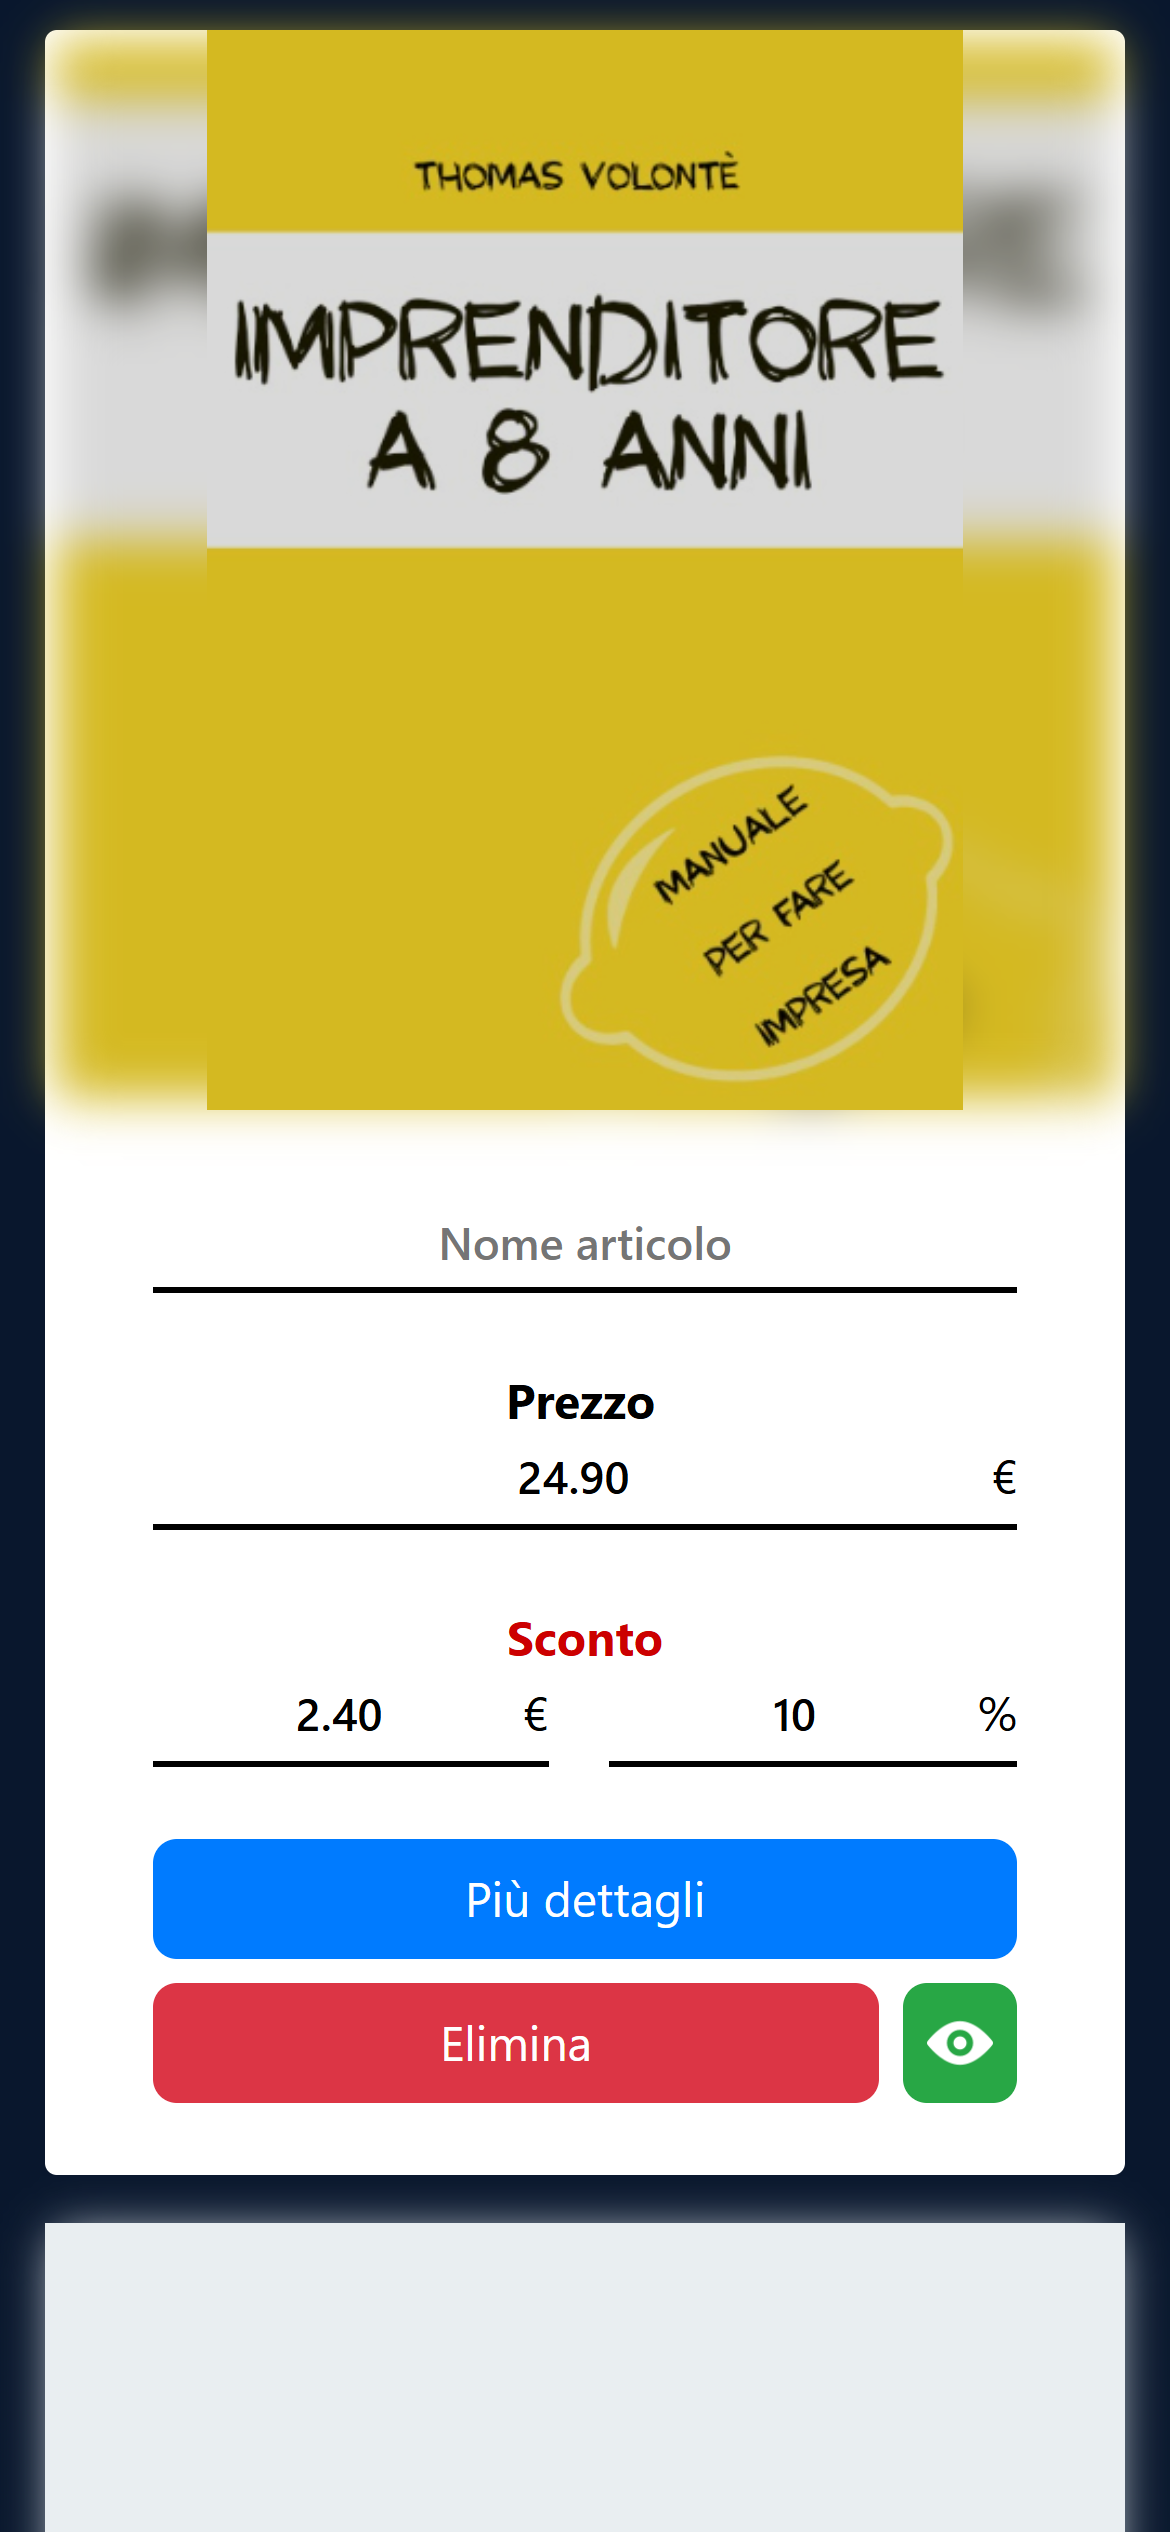 THOMAS VOLONTÈ
IMPRENDITORE
A 8 ANNI
MANUALE
PER FARE
IMPRESA
Nome articolo
Prezzo
24.90 €
Sconto
2.40 € 10 %
Più dettagli
Elimina